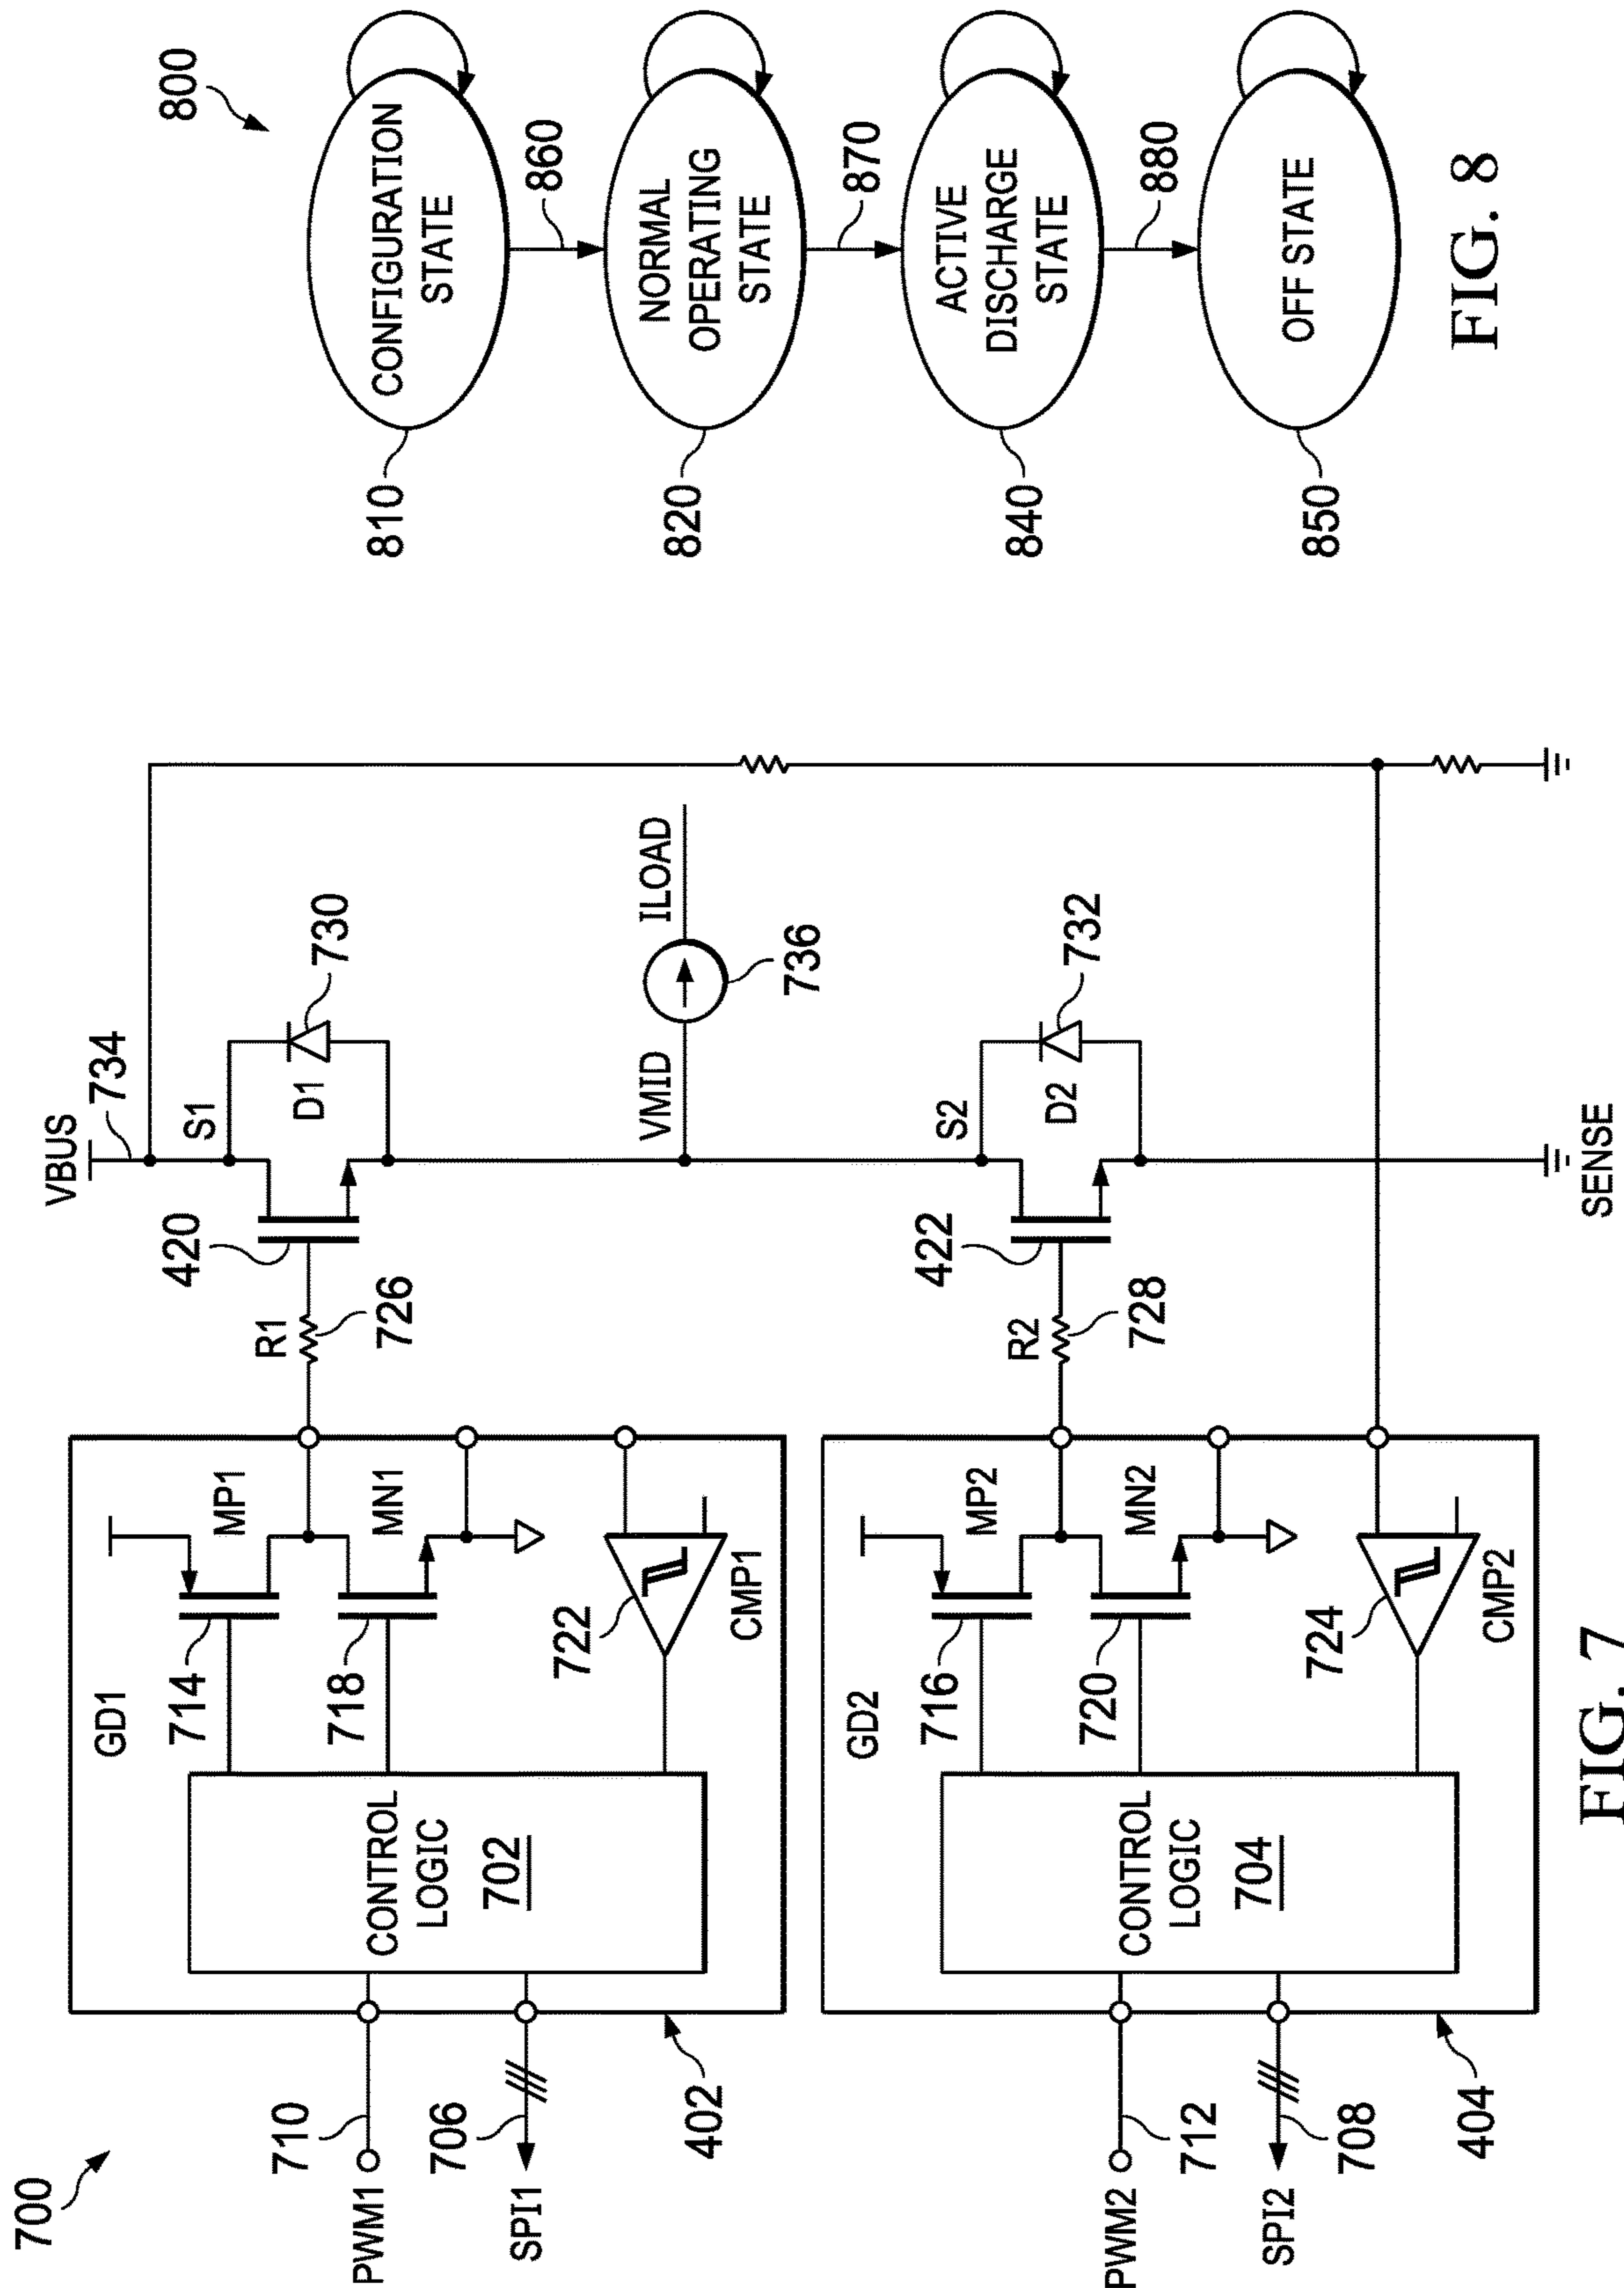 700
PWM1
710
SPI1
706
402
GD1
CONTROL
LOGIC
702
714
MP1
718
MN1
722
CMP1
R1
726
420
VBUS
734
S1
D1
730
VMID
ILOAD
736
PWM2
712
SPI2
708
404
GD2
CONTROL
LOGIC
704
716
MP2
720
MN2
724
CMP2
R2
728
422
S2
D2
732
SENSE
FIG. 7
800
810
CONFIGURATION
STATE
860
820
NORMAL
OPERATING
STATE
870
840
ACTIVE
DISCHARGE
STATE
880
850
OFF STATE
FIG. 8